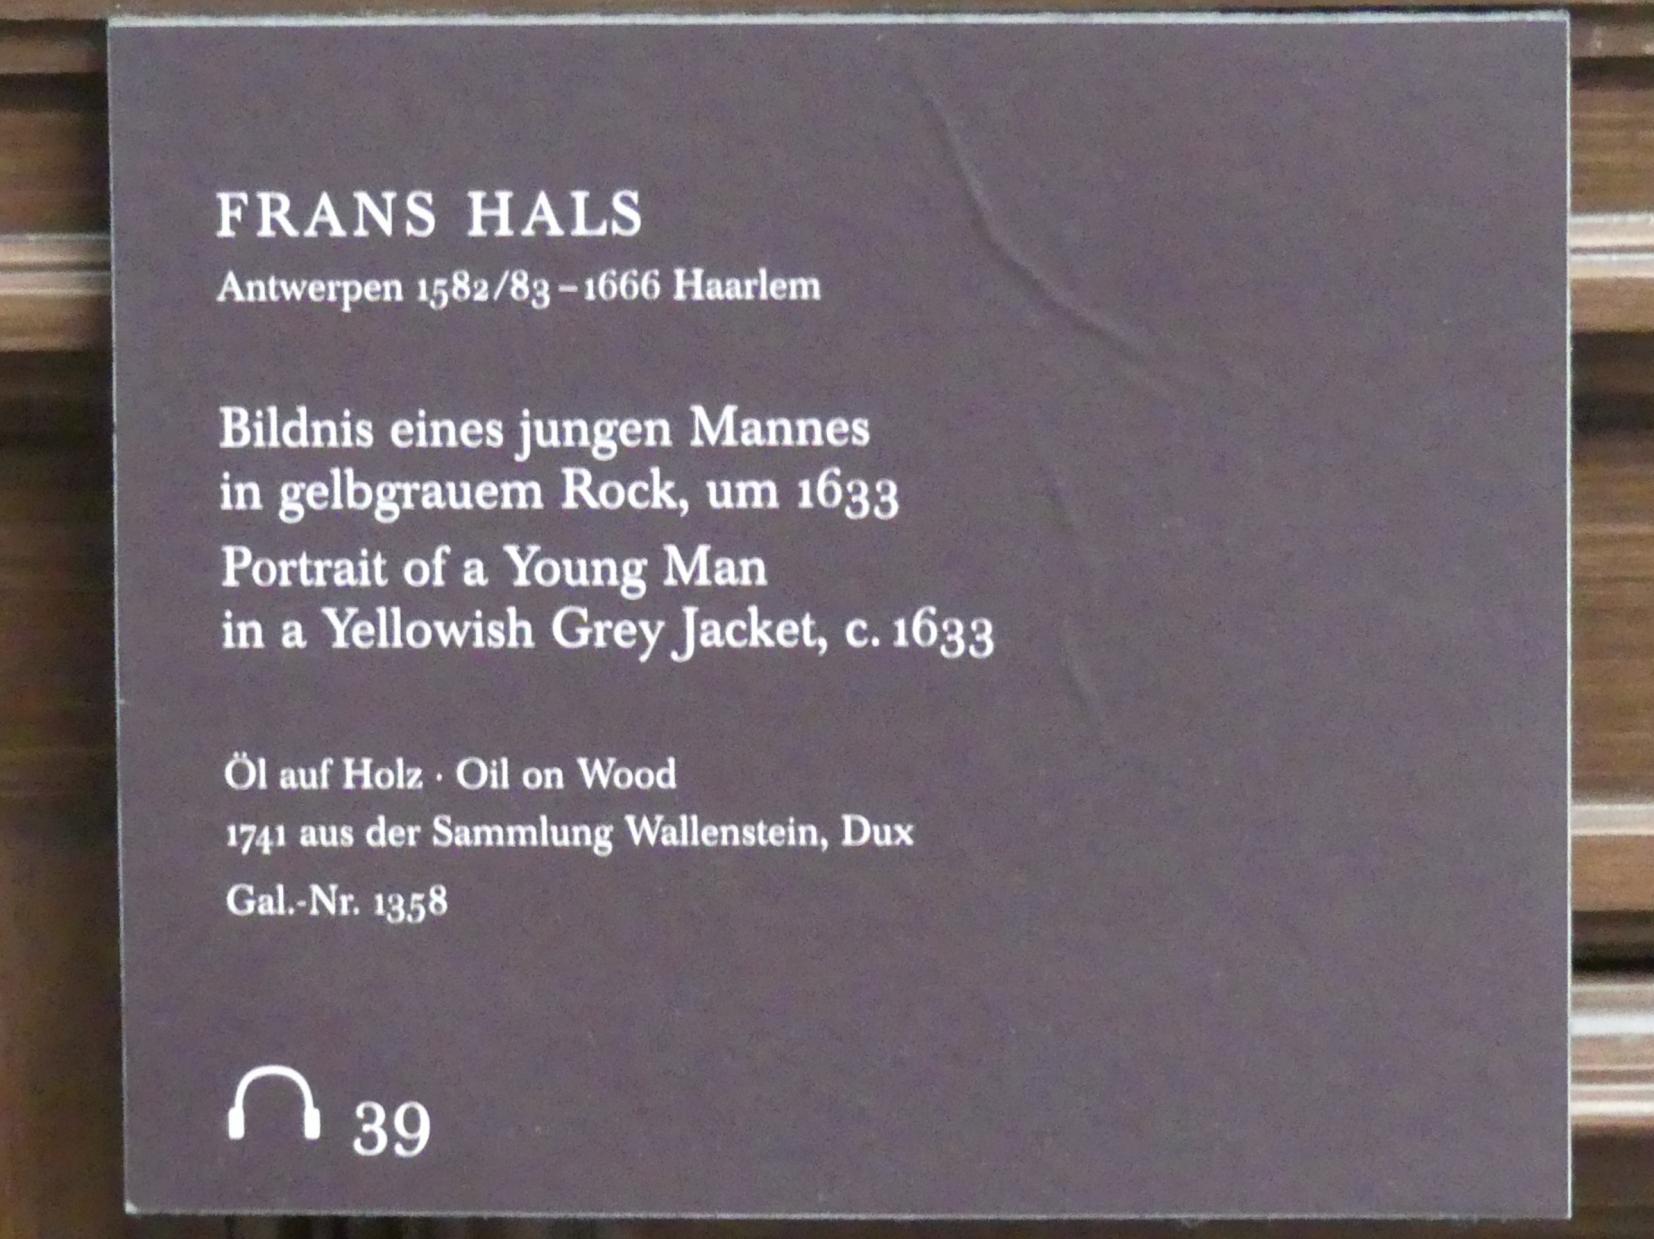 FRANS HALS
Antwerpen 1582/83 – 1666 Haarlem
Bildnis eines jungen Mannes
in gelbgrauem Rock, um 1633
Portrait of a Young Man
in a Yellowish Grey Jacket, c. 1633
Öl auf Holz · Oil on Wood
1741 aus der Sammlung Wallenstein, Dux
Gal.-Nr. 1358
39